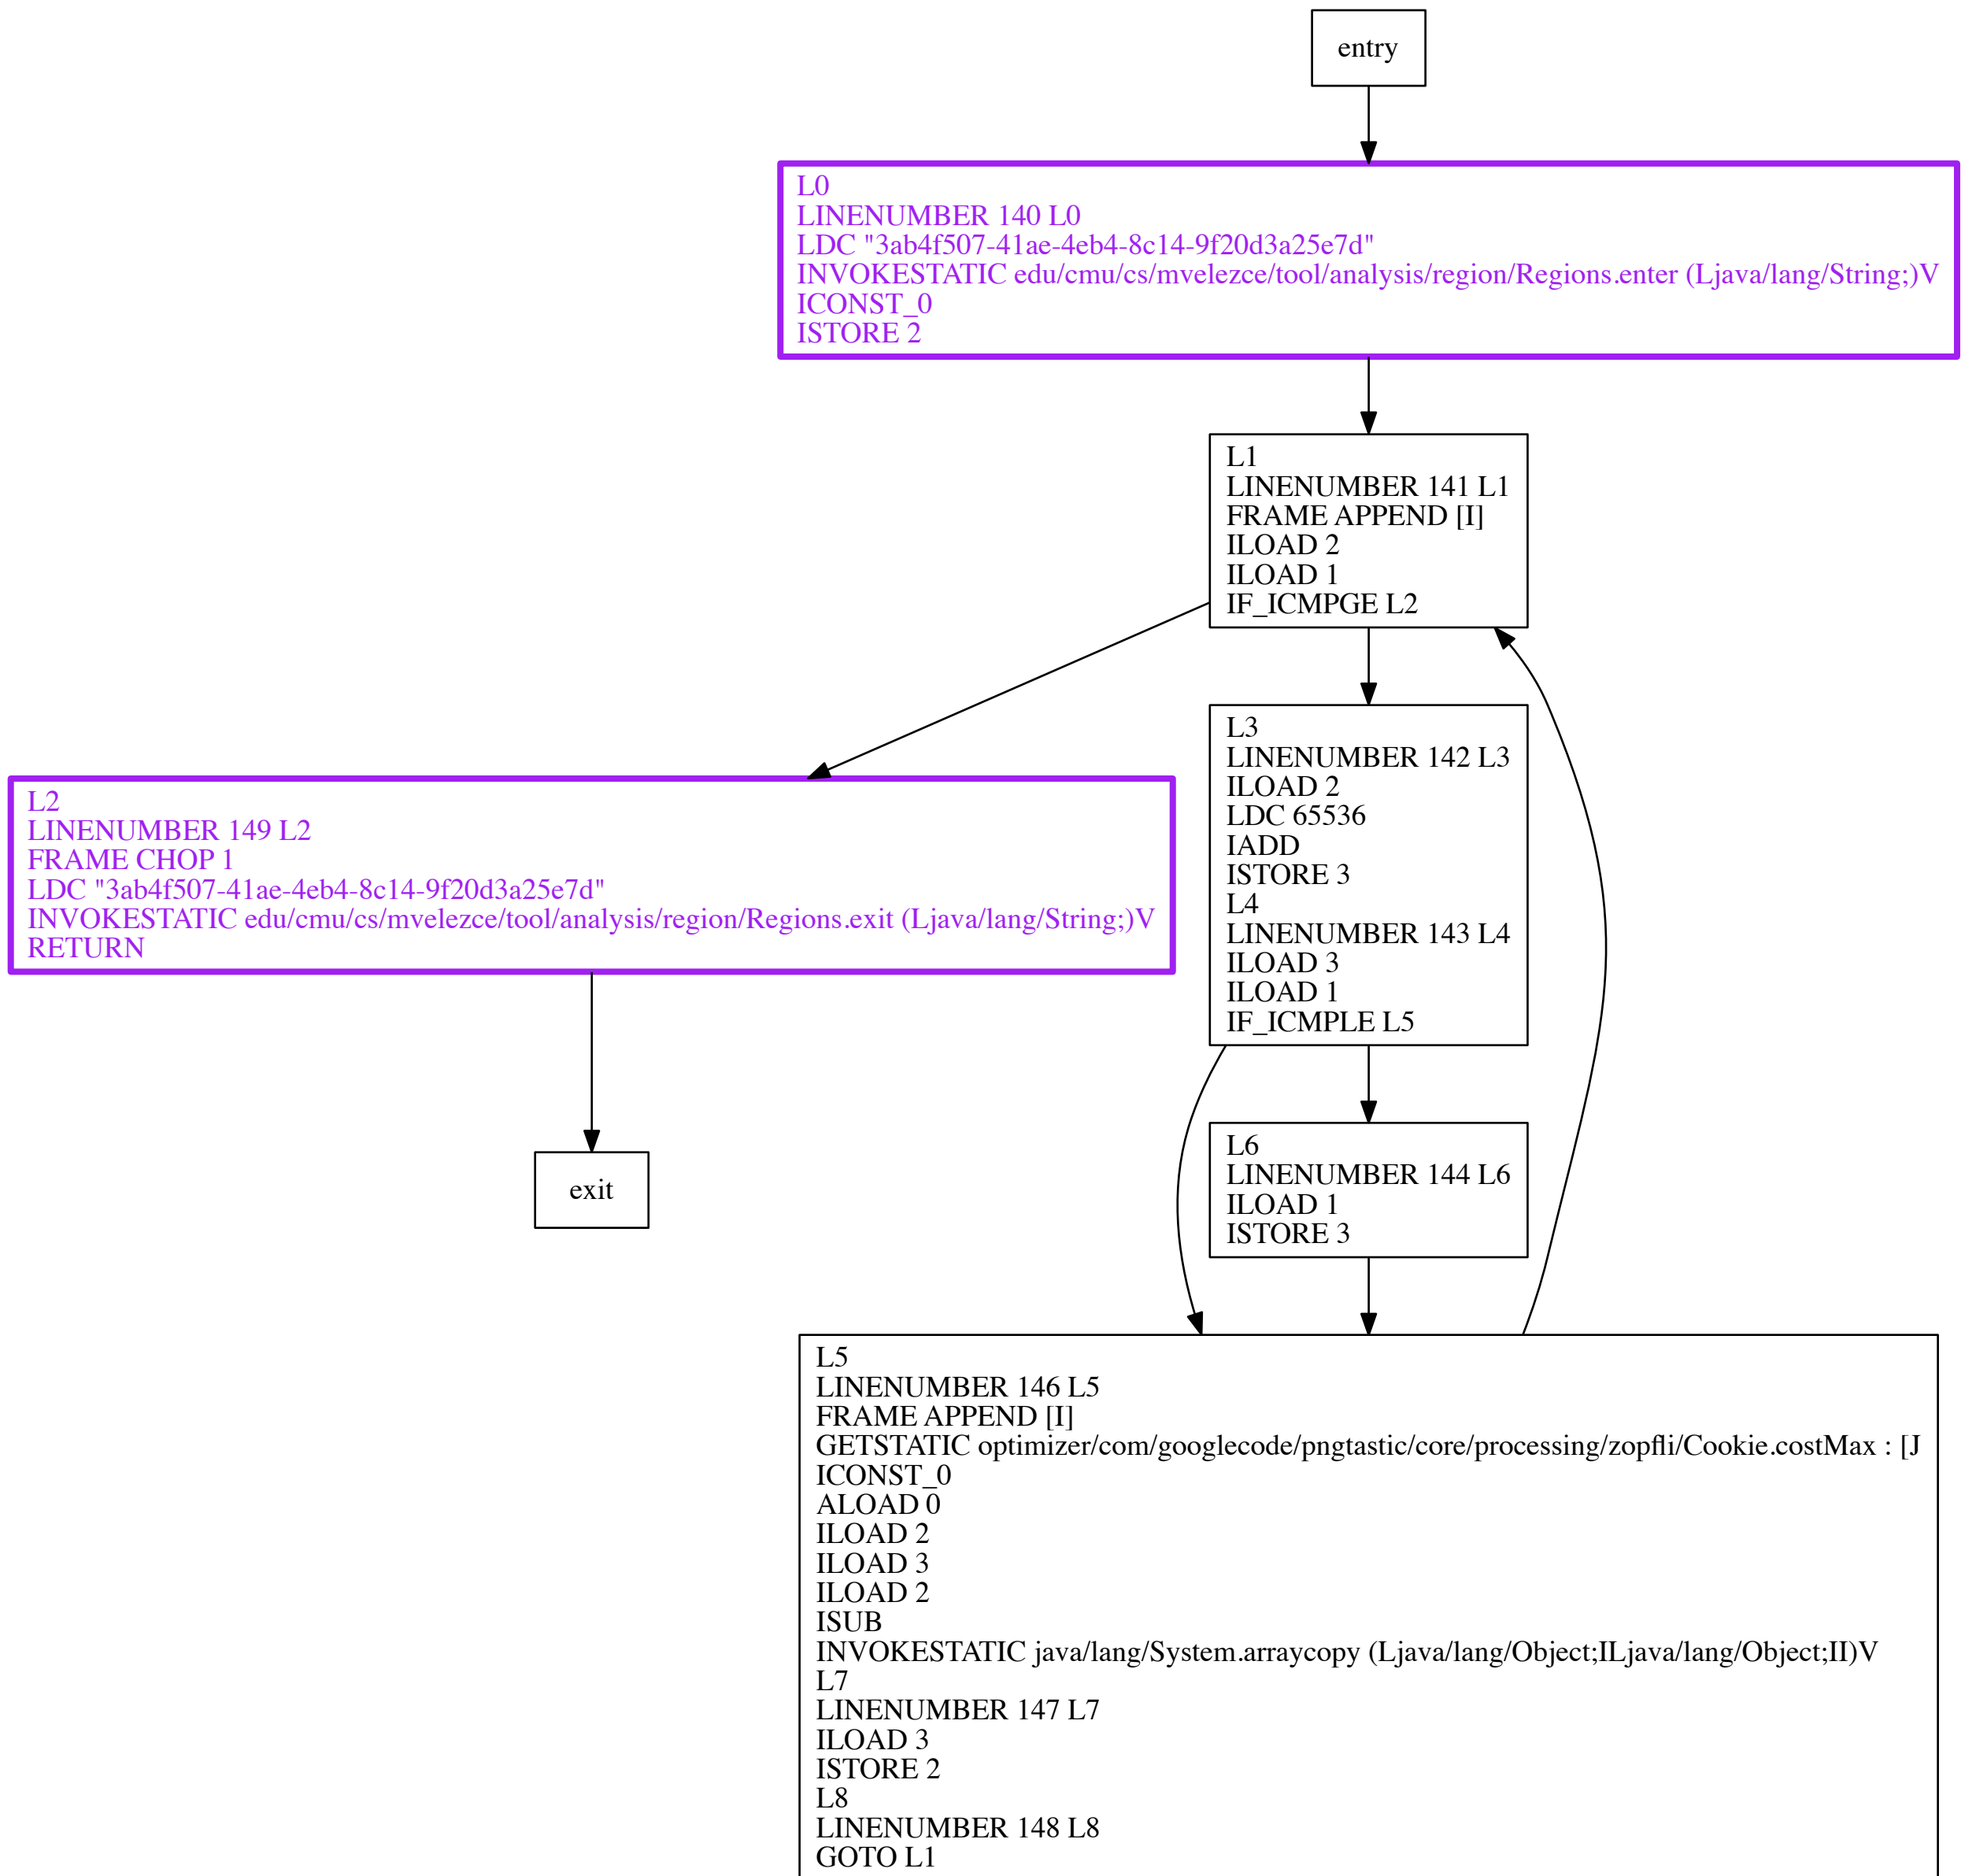 entry
L0
LINENUMBER 140 L0
LDC "3ab4f507-41ae-4eb4-8c14-9f20d3a25e7d"
INVOKESTATIC edu/cmu/cs/mvelezce/tool/analysis/region/Regions.enter (Ljava/lang/String;)V
ICONST_0
ISTORE 2
L1
LINENUMBER 141 L1
FRAME APPEND [I]
ILOAD 2
ILOAD 1
IF_ICMPGE L2
L2
LINENUMBER 149 L2
FRAME CHOP 1
LDC "3ab4f507-41ae-4eb4-8c14-9f20d3a25e7d"
INVOKESTATIC edu/cmu/cs/mvelezce/tool/analysis/region/Regions.exit (Ljava/lang/String;)V
RETURN
L3
LINENUMBER 142 L3
ILOAD 2
LDC 65536
IADD
ISTORE 3
L4
LINENUMBER 143 L4
ILOAD 3
ILOAD 1
IF_ICMPLE L5
exit
L6
LINENUMBER 144 L6
ILOAD 1
ISTORE 3
L5
LINENUMBER 146 L5
FRAME APPEND [I]
GETSTATIC optimizer/com/googlecode/pngtastic/core/processing/zopfli/Cookie.costMax : [J
ICONST_0
ALOAD 0
ILOAD 2
ILOAD 3
ILOAD 2
ISUB
INVOKESTATIC java/lang/System.arraycopy (Ljava/lang/Object;ILjava/lang/Object;II)V
L7
LINENUMBER 147 L7
ILOAD 3
ISTORE 2
L8
LINENUMBER 148 L8
GOTO L1